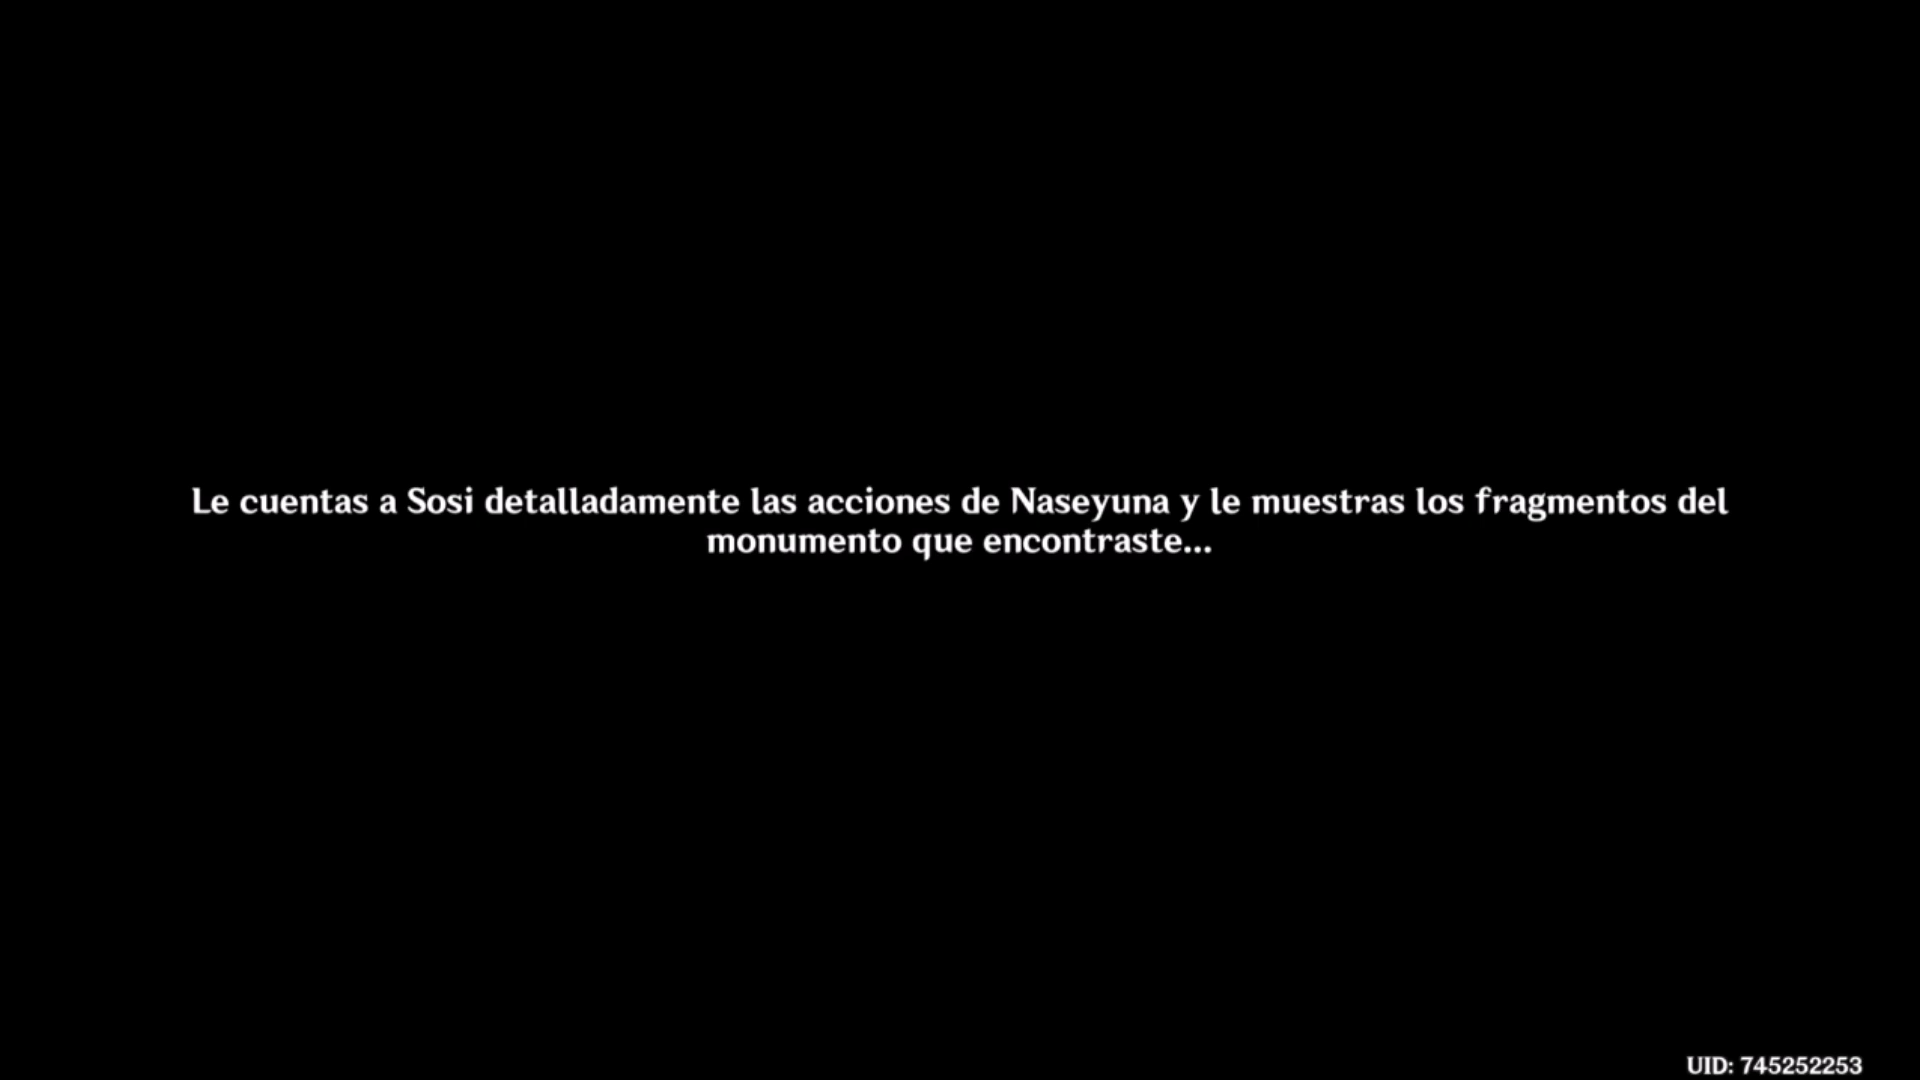 Le cuentas a Sosi detalladamente las acciones de Naseyuna y le muestras los fragmentos del
monumento que encontraste...
UID: 745252253